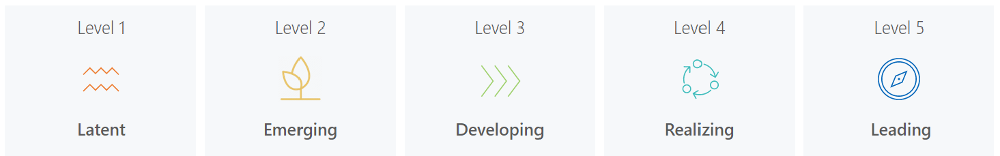 Level 1
Latent
Level 2
Emerging
Level 3
Developing
Level 4
Realizing
Level 5
Leading